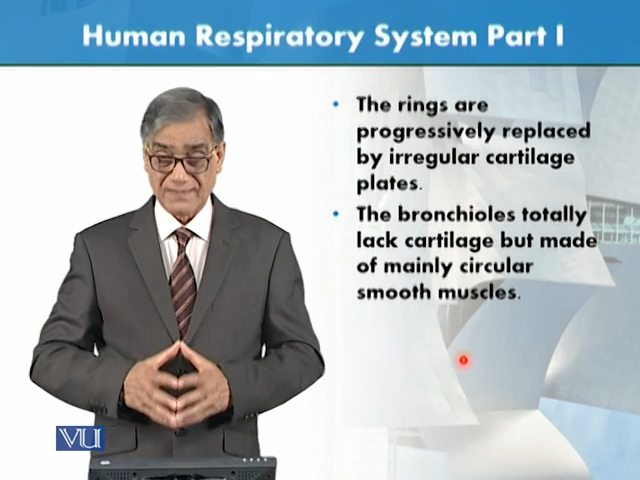 Human Respiratory System Part I
• The rings are
progressively replaced
by irregular cartilage
plates.
• The bronchioles totally
lack cartilage but made
of mainly circular
smooth muscles.
VU